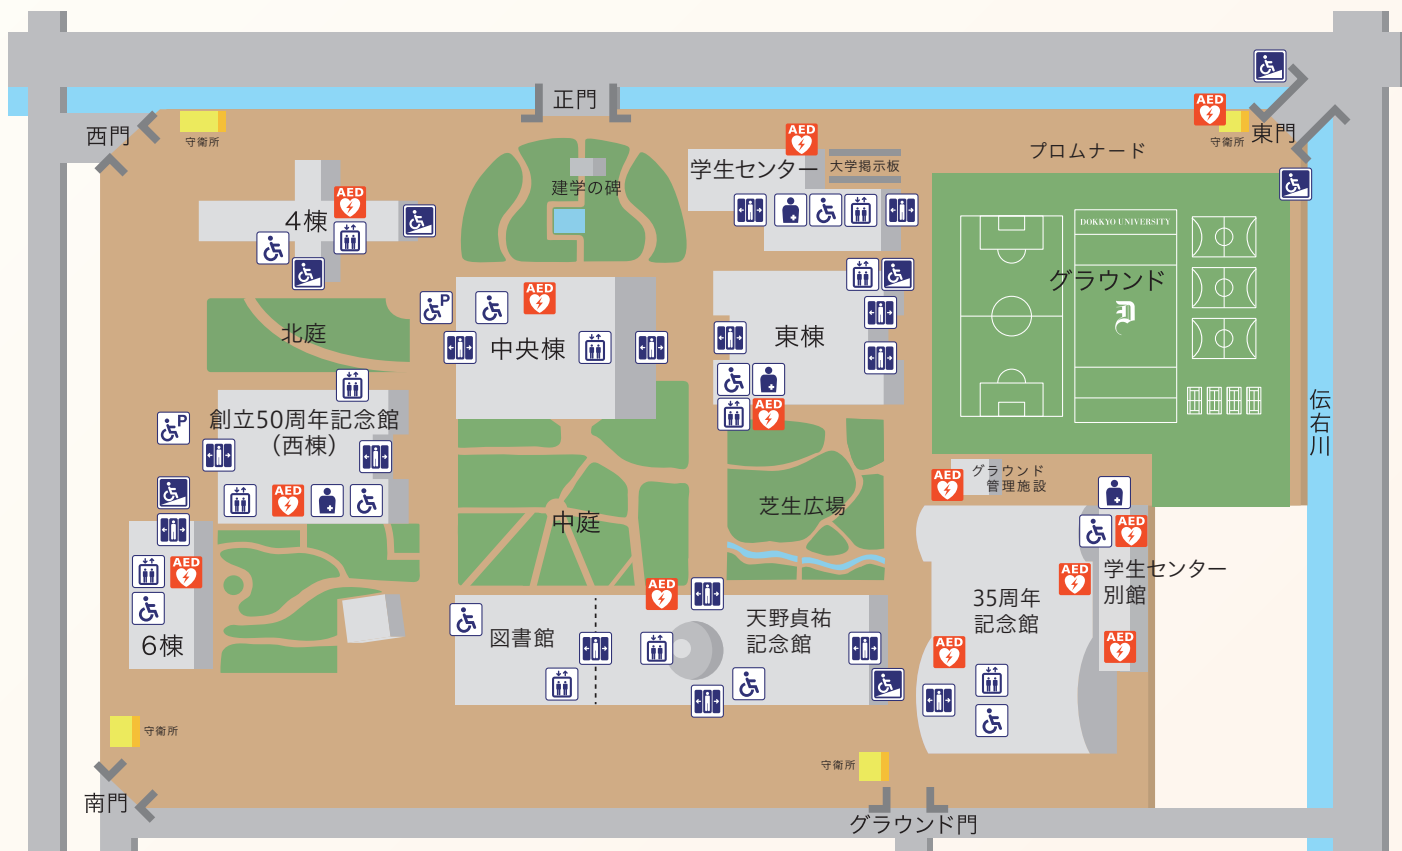 正門
西門
守衛所
AED
守衛所
東門
プロムナード
AED
学生センター
大学掲示板
建学の碑
AED
4棟
DOKKYO UNIVERSITY
グラウンド
D
北庭
P
AED
中央棟
東棟
AED
創立50周年記念館
（西棟）
P
AED
伝右川
AED
グラウンド
管理施設
芝生広場
中庭
AED
AED
6棟
AED
学生センター
別館
AED
35周年
記念館
AED
AED
図書館
天野貞祐
記念館
守衛所
守衛所
南門
グラウンド門